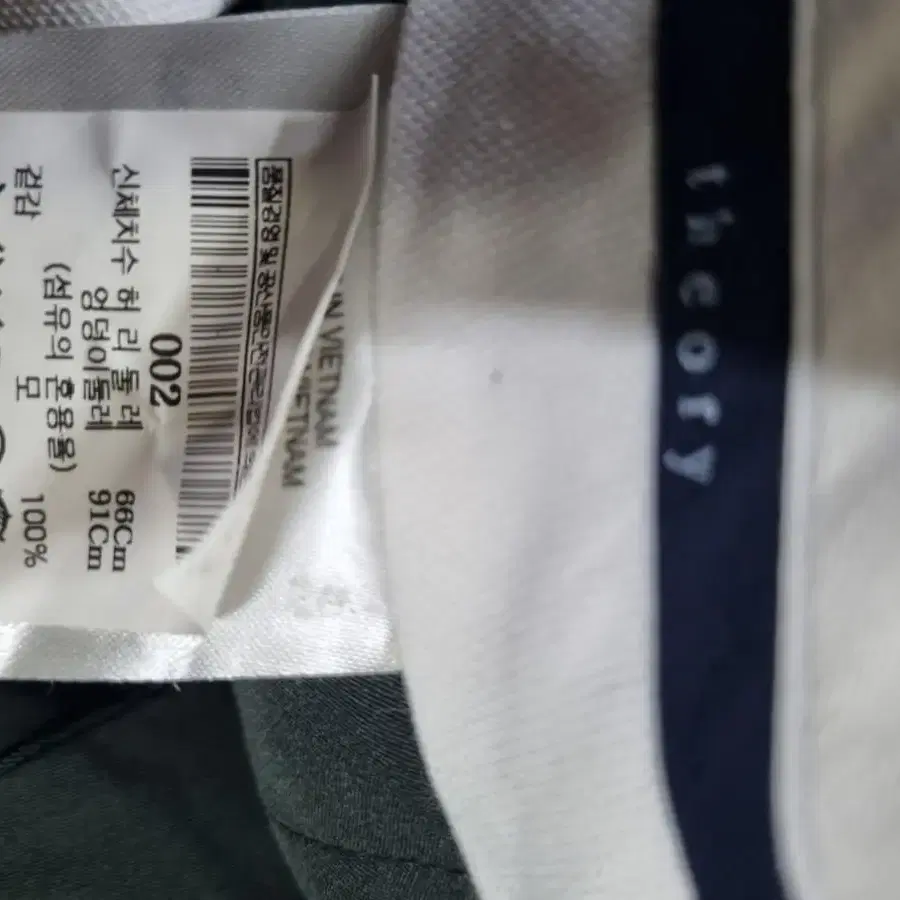 theory
IN VIETNAM
VIETNAM
002
신체치수 허 리 둘 레 66Cm
엉덩이둘레 91Cm
(섬유의 혼용율)
겉감 모 100%